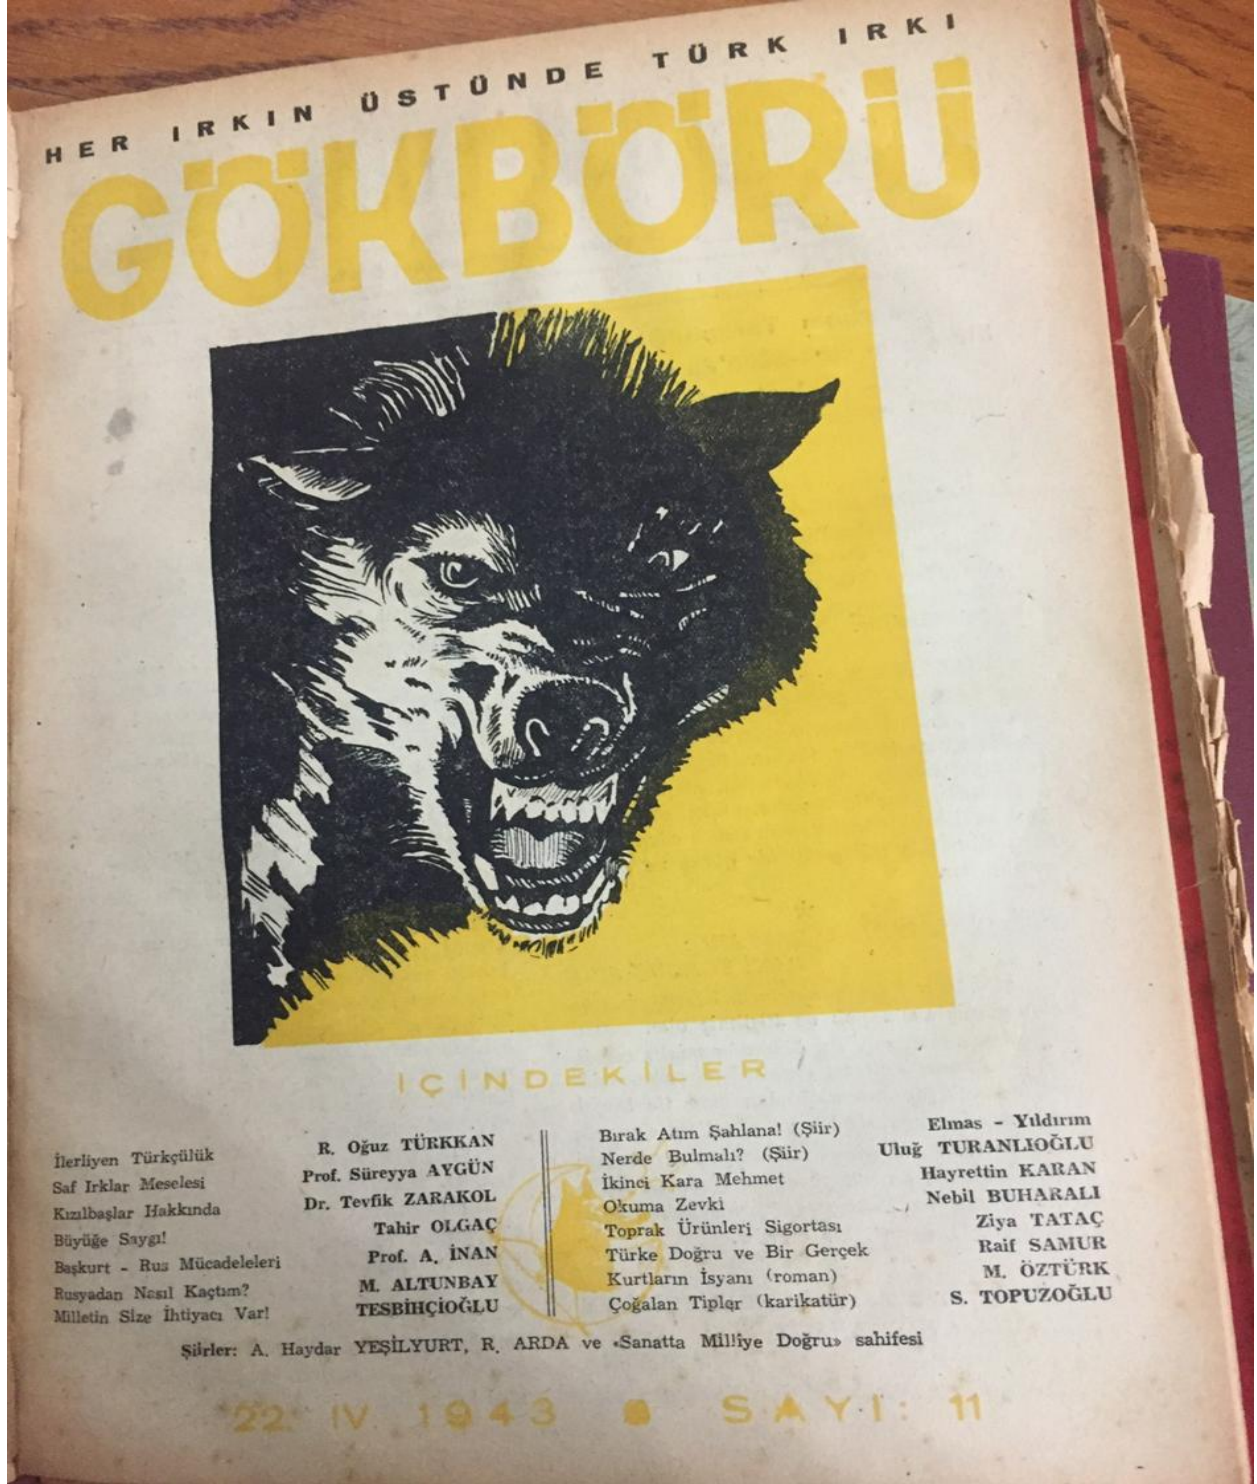 HER IRKIN ÜSTÜNDE TÜRK IRKI
GÖKBÖRÜ
İÇİNDEKİLER
İlerliyen Türkçülük R. Oğuz TÜRKKAN
Saf Irklar Meselesi Prof. Süreyya AYGÜN
Kızılbaşlar Hakkında Dr. Tevfik ZARAKOL
Büyüğe Saygı! Tahir OLGAÇ
Başkurt - Rus Mücadeleleri Prof. A. İNAN
Rusyadan Nasıl Kaçtım? M. ALTUNBAY
Milletin Size İhtiyacı Var! TESBİHÇİOĞLU
Bırak Atım Şahlana! (Şiir) Elmas - Yıldırım
Nerde Bulmalı? (Şiir) Uluğ TURANLIOĞLU
İkinci Kara Mehmet Hayrettin KARAN
Okuma Zevki Nebil BUHARALI
Toprak Ürünleri Sigortası Ziya TATAÇ
Türke Doğru ve Bir Gerçek Raif SAMUR
Kurtların İsyanı (roman) M. ÖZTÜRK
Çoğalan Tipler (karikatür) S. TOPUZOĞLU
Şiirler: A. Haydar YEŞİLYURT, R. ARDA ve «Sanatta Milliye Doğru» sahifesi
22. IV. 1943 ● SAYI: 11